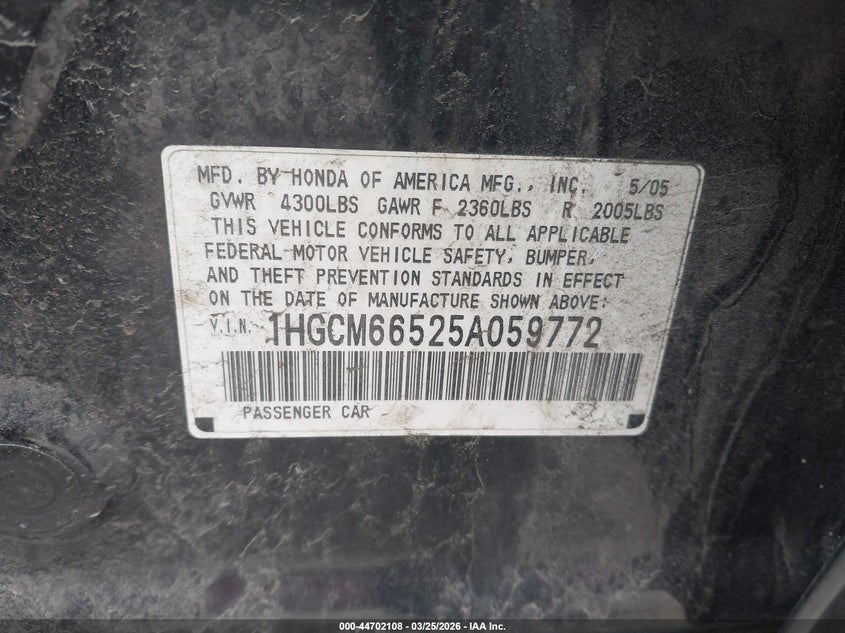 MFD. BY HONDA OF AMERICA MFG., INC. 5/05
GVWR 4300LBS GAWR F 2360LBS R 2005LBS
THIS VEHICLE CONFORMS TO ALL APPLICABLE
FEDERAL MOTOR VEHICLE SAFETY, BUMPER,
AND THEFT PREVENTION STANDARDS IN EFFECT
ON THE DATE OF MANUFACTURE SHOWN ABOVE:
V.I.N. 1HGCM66525A059772
PASSENGER CAR
000-44702108 - 03/25/2026 - IAA Inc.